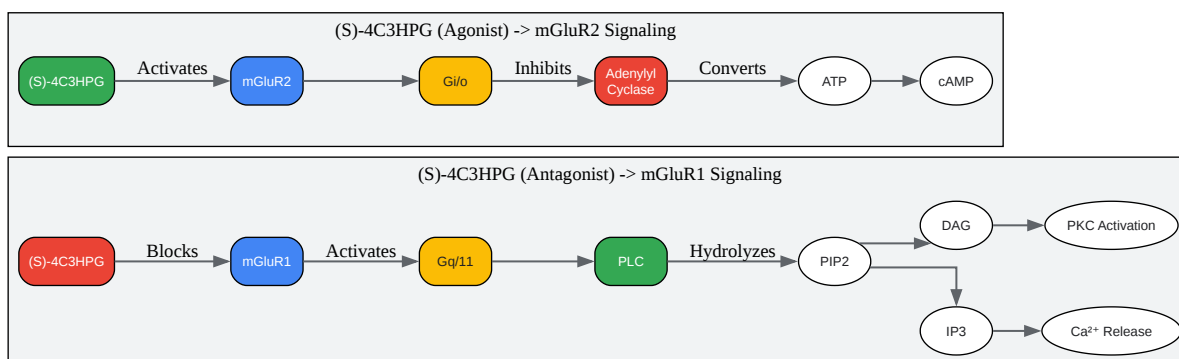 (S)-4C3HPG (Agonist) -> mGluR2 Signaling
(S)-4C3HPG
Activates
mGluR2
Gi/o
Inhibits
Adenylyl
Cyclase
Converts
ATP
cAMP
(S)-4C3HPG (Antagonist) -> mGluR1 Signaling
(S)-4C3HPG
Blocks
mGluR1
Activates
Gq/11
PLC
Hydrolyzes
PIP2
DAG
PKC Activation
IP3
Ca²⁺ Release